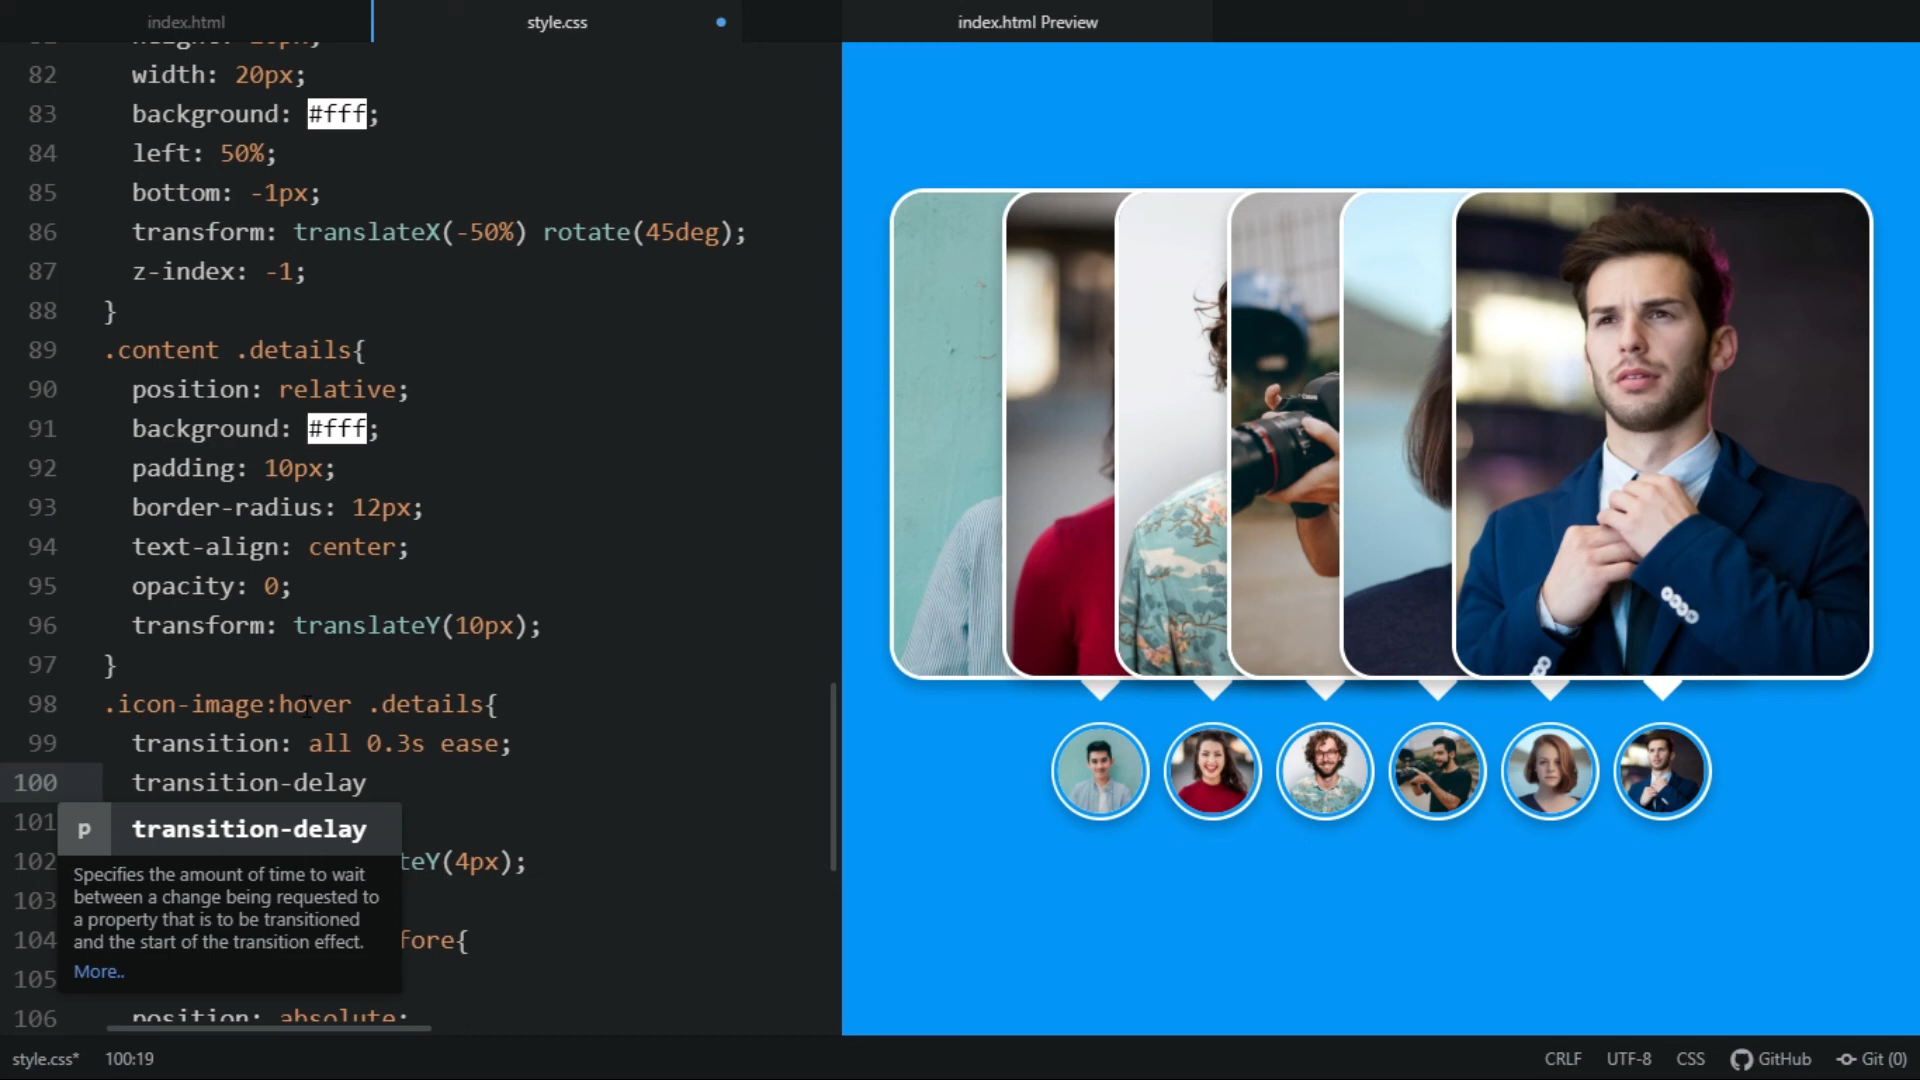 index.html
style.css
index.html Preview
82 width: 20px;
83 background: #fff;
84 left: 50%;
85 bottom: -1px;
86 transform: translateX(-50%) rotate(45deg);
87 z-index: -1;
88 }
89 .content .details{
90 position: relative;
91 background: #fff;
92 padding: 10px;
93 border-radius: 12px;
94 text-align: center;
95 opacity: 0;
96 transform: translateY(10px);
97 }
98 .icon-image:hover .details{
99 transition: all 0.3s ease;
100 transition-delay
101
p transition-delay
102 teY(4px);
Specifies the amount of time to wait
between a change being requested to
a property that is to be transitioned
and the start of the transition effect.
More..
103
104 fore{
105
106 position: absolute;
style.css* 100:19
CRLF UTF-8 CSS GitHub Git (0)